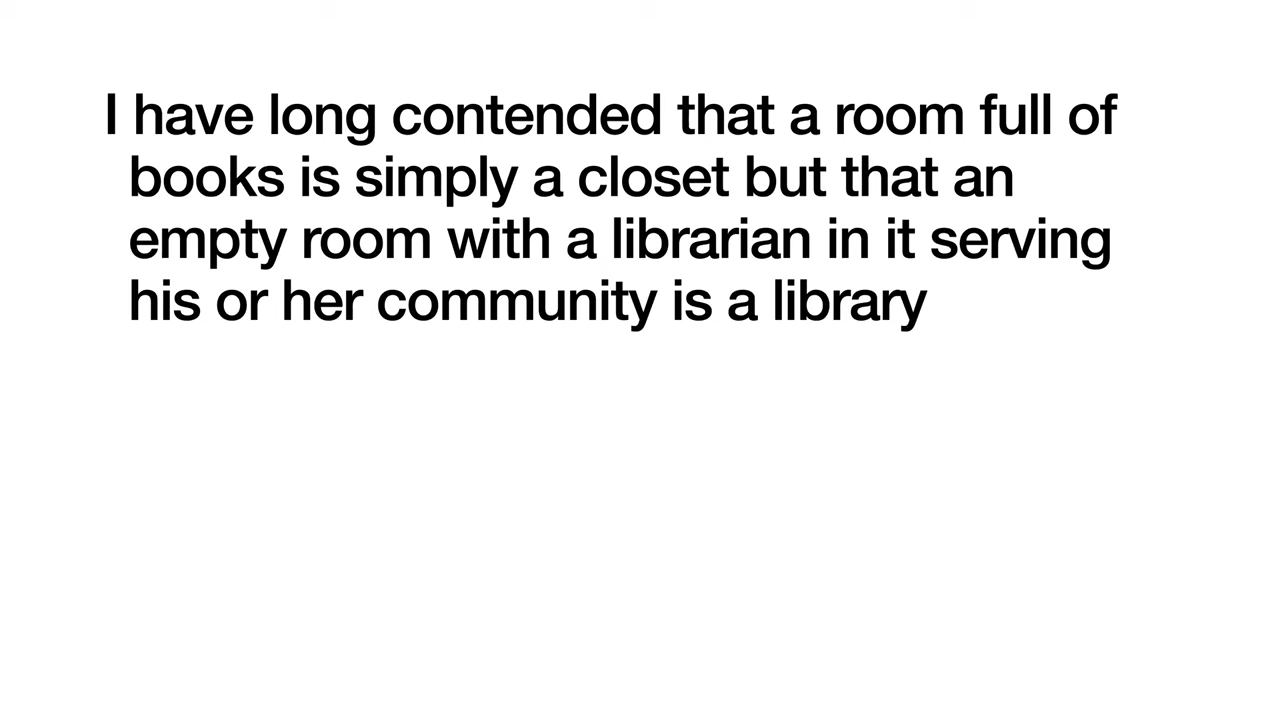 I have long contended that a room full of
books is simply a closet but that an
empty room with a librarian in it serving
his or her community is a library